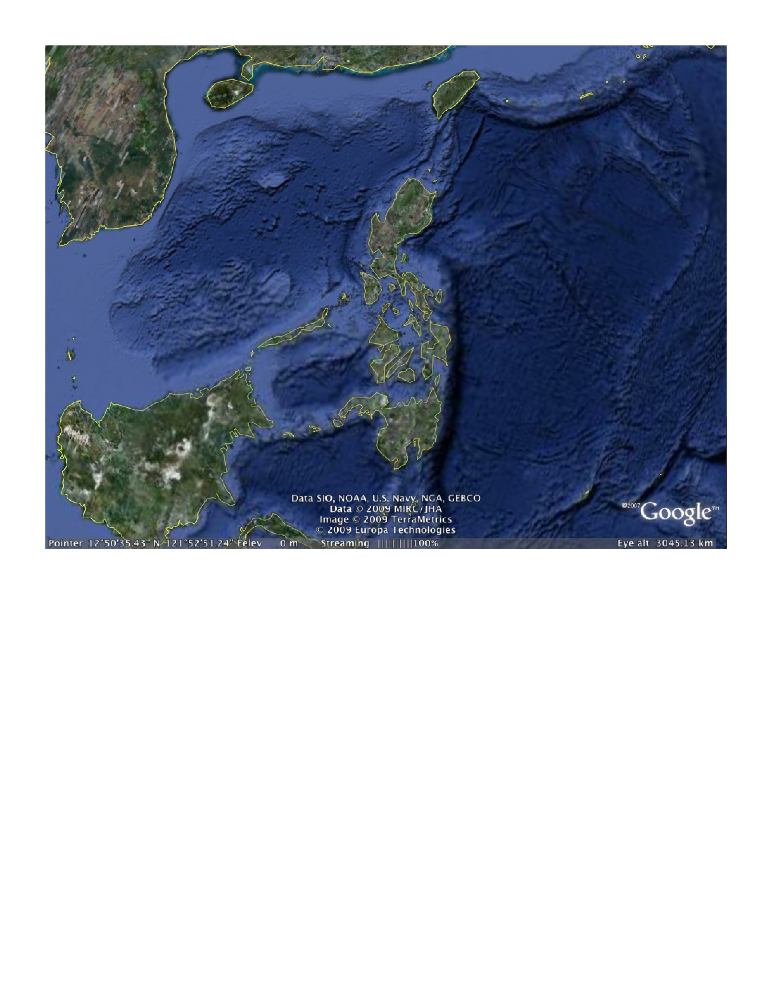 Data SIO, NOAA, U.S. Navy, NGA, GEBCO
Data © 2009 MIRC/JHA
Image © 2009 TerraMetrics
© 2009 Europa Technologies
©2007 Google™
Pointer 12°50'35.43" N 121°52'51.24" E elev 0 m Streaming ||||||||||100% Eye alt 3045.13 km